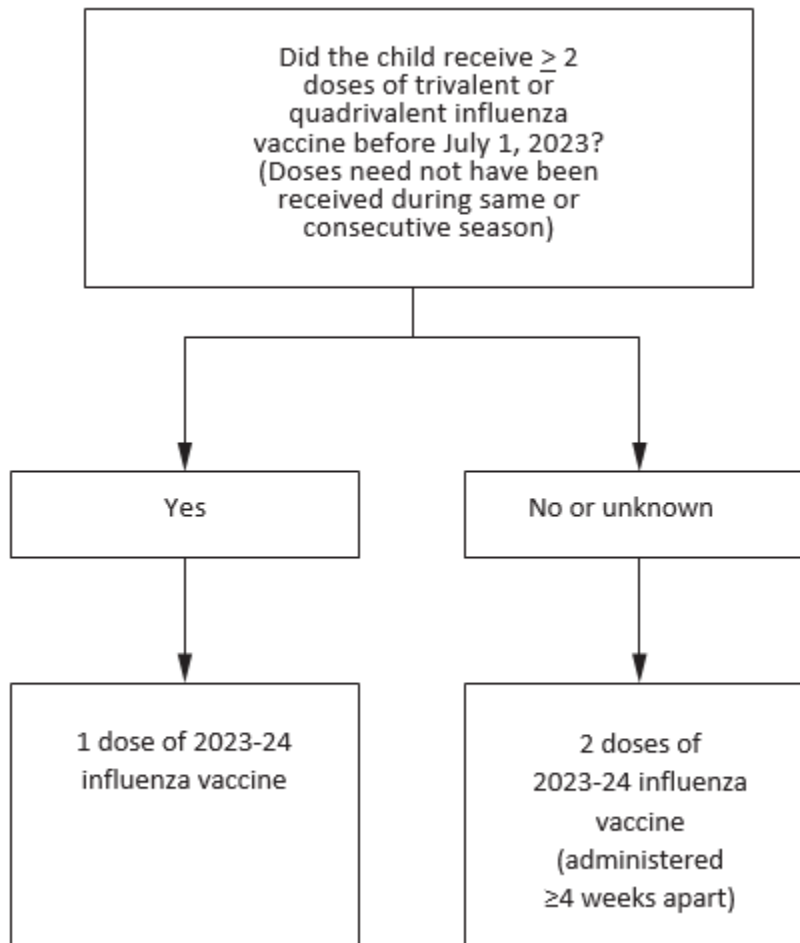 Did the child receive ≥ 2
doses of trivalent or
quadrivalent influenza
vaccine before July 1, 2023?
(Doses need not have been
received during same or
consecutive season)
Yes
No or unknown
1 dose of 2023-24
influenza vaccine
2 doses of
2023-24 influenza
vaccine
(administered
≥4 weeks apart)